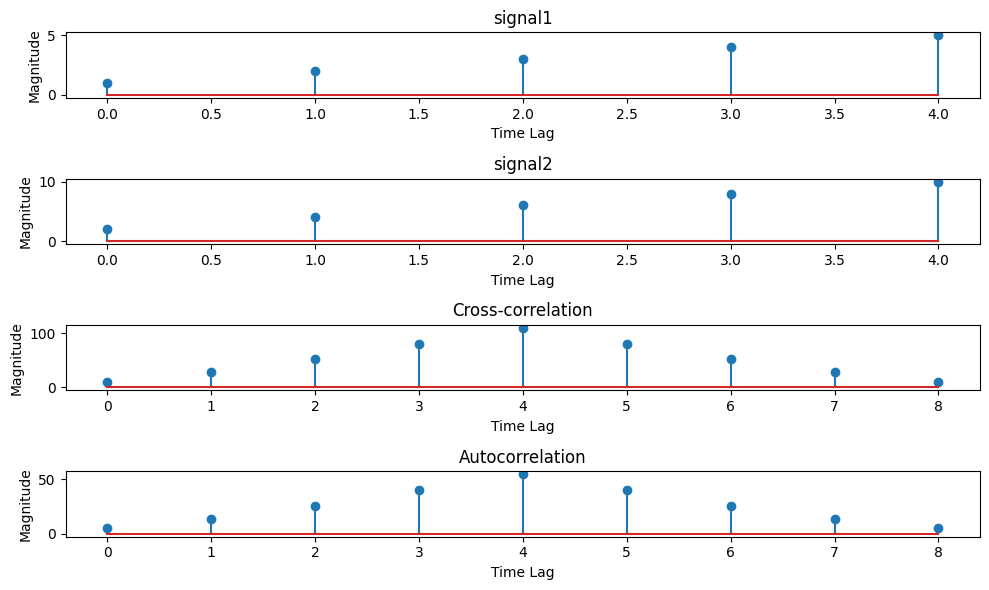 signal1
Magnitude
5
0
0.0 0.5 1.0 1.5 2.0 2.5 3.0 3.5 4.0
Time Lag
signal2
Magnitude
10
0
0.0 0.5 1.0 1.5 2.0 2.5 3.0 3.5 4.0
Time Lag
Cross-correlation
Magnitude
100
0
0 1 2 3 4 5 6 7 8
Time Lag
Autocorrelation
Magnitude
50
0
0 1 2 3 4 5 6 7 8
Time Lag